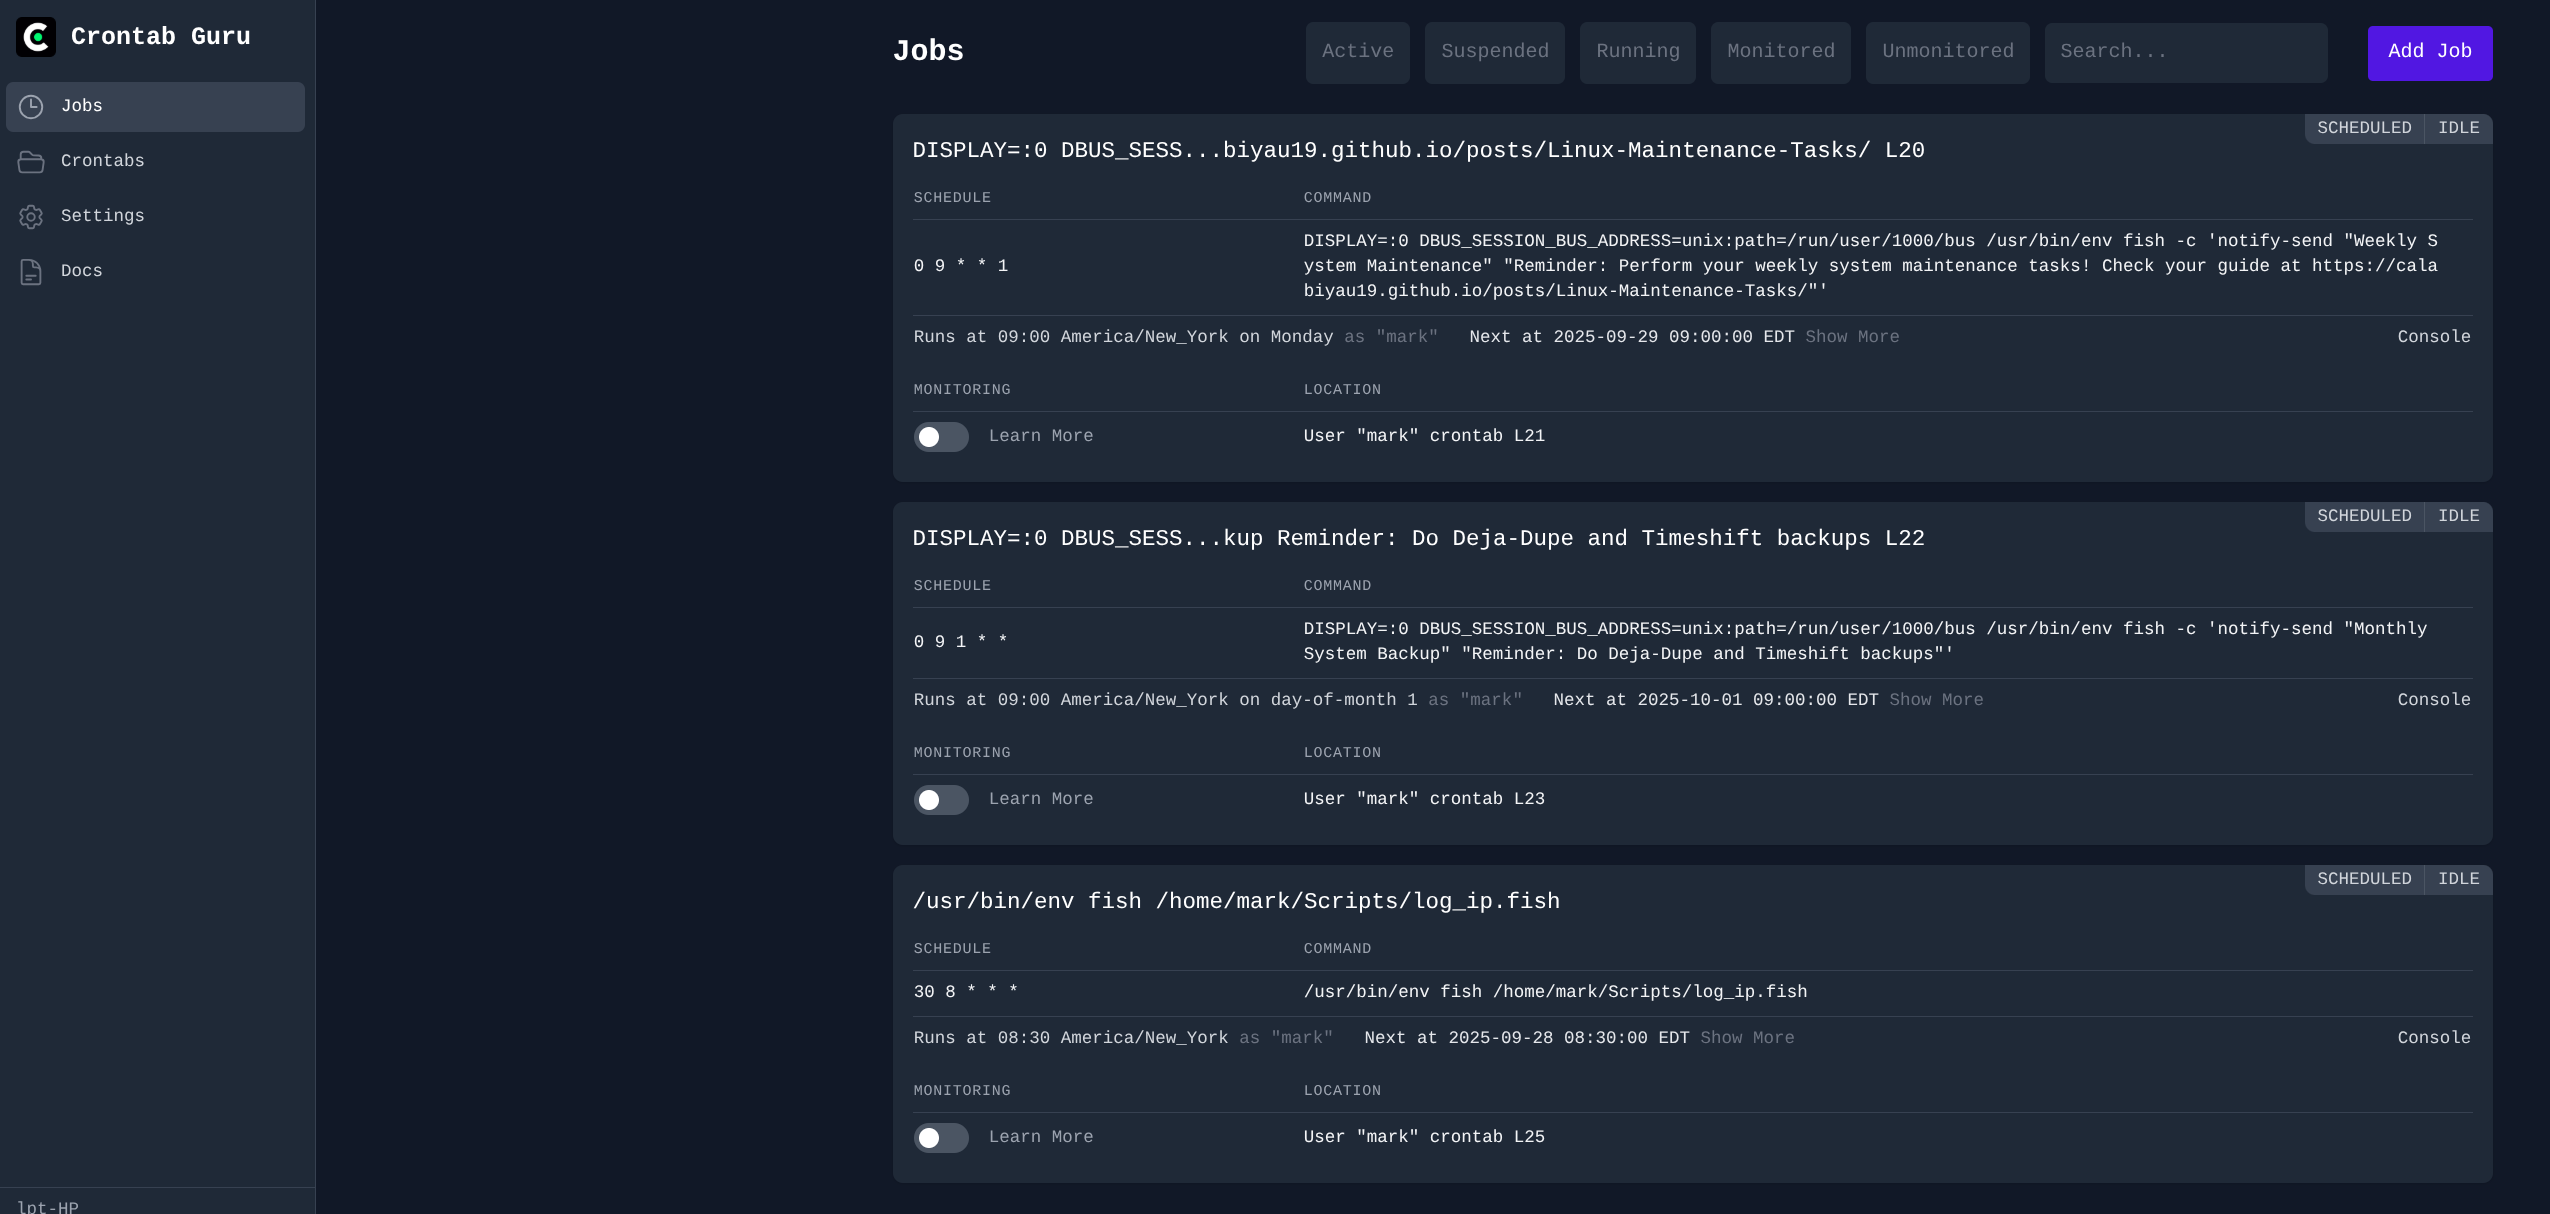 Crontab Guru
Jobs
Crontabs
Settings
Docs
lpt-HP
Jobs
Active
Suspended
Running
Monitored
Unmonitored
Search...
Add Job
SCHEDULED IDLE
DISPLAY=:0 DBUS_SESS...biyau19.github.io/posts/Linux-Maintenance-Tasks/ L20
SCHEDULE COMMAND
0 9 * * 1
DISPLAY=:0 DBUS_SESSION_BUS_ADDRESS=unix:path=/run/user/1000/bus /usr/bin/env fish -c 'notify-send "Weekly S
ystem Maintenance" "Reminder: Perform your weekly system maintenance tasks! Check your guide at https://cala
biyau19.github.io/posts/Linux-Maintenance-Tasks/"'
Runs at 09:00 America/New_York on Monday as "mark" Next at 2025-09-29 09:00:00 EDT Show More Console
MONITORING LOCATION
Learn More User "mark" crontab L21
SCHEDULED IDLE
DISPLAY=:0 DBUS_SESS...kup Reminder: Do Deja-Dupe and Timeshift backups L22
SCHEDULE COMMAND
0 9 1 * *
DISPLAY=:0 DBUS_SESSION_BUS_ADDRESS=unix:path=/run/user/1000/bus /usr/bin/env fish -c 'notify-send "Monthly
System Backup" "Reminder: Do Deja-Dupe and Timeshift backups"'
Runs at 09:00 America/New_York on day-of-month 1 as "mark" Next at 2025-10-01 09:00:00 EDT Show More Console
MONITORING LOCATION
Learn More User "mark" crontab L23
SCHEDULED IDLE
/usr/bin/env fish /home/mark/Scripts/log_ip.fish
SCHEDULE COMMAND
30 8 * * * /usr/bin/env fish /home/mark/Scripts/log_ip.fish
Runs at 08:30 America/New_York as "mark" Next at 2025-09-28 08:30:00 EDT Show More Console
MONITORING LOCATION
Learn More User "mark" crontab L25